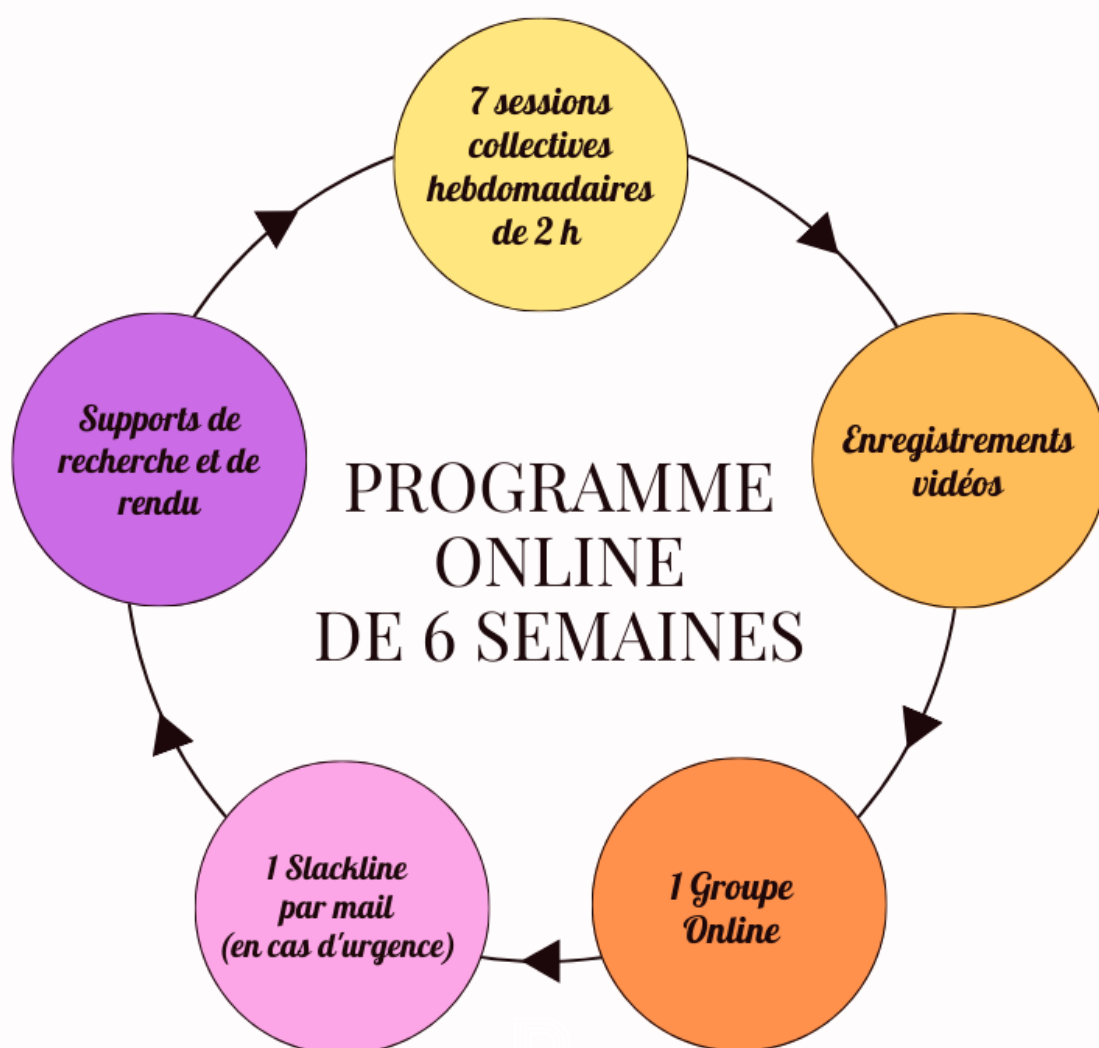 7 sessions
collectives
hebdomadaires
de 2 h
Enregistrements
vidéos
1 Groupe
Online
1 Slackline
par mail
(en cas d'urgence)
Supports de
recherche et de
rendu
PROGRAMME
ONLINE
DE 6 SEMAINES